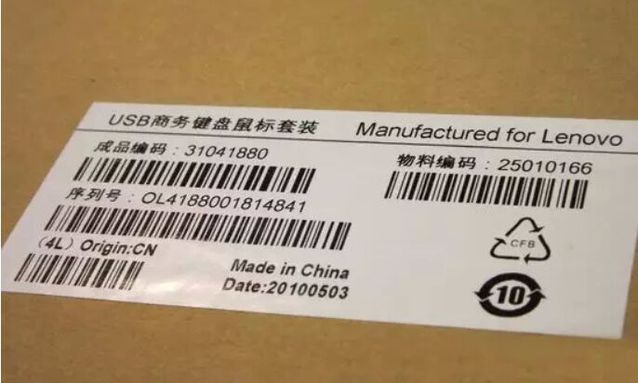 USB商务键盘鼠标套装 Manufactured for Lenovo
成品编码：31041880
物料编码：25010166
序列号：OL4188001814841
（4L）Origin:CN
Made in China
Date:20100503
CFB
10